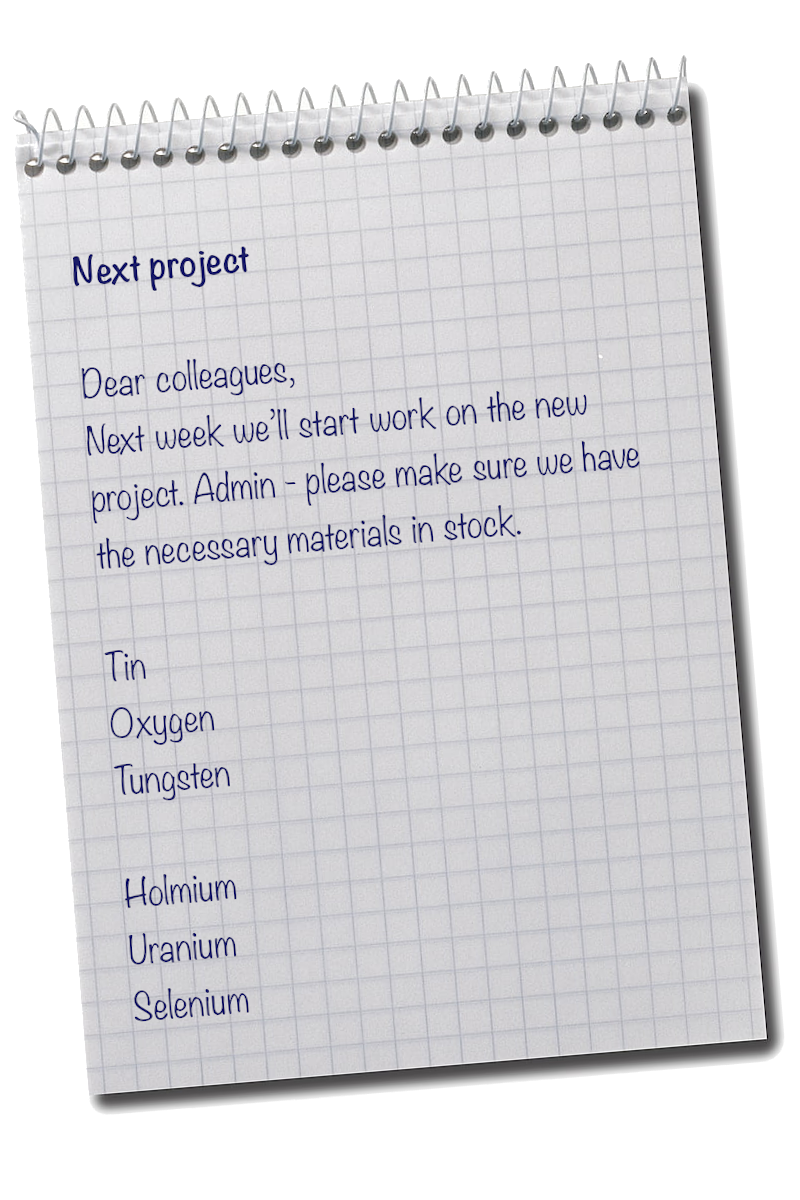 Next project
Dear colleagues,
Next week we’ll start work on the new
project. Admin - please make sure we have
the necessary materials in stock.
Tin
Oxygen
Tungsten
Holmium
Uranium
Selenium